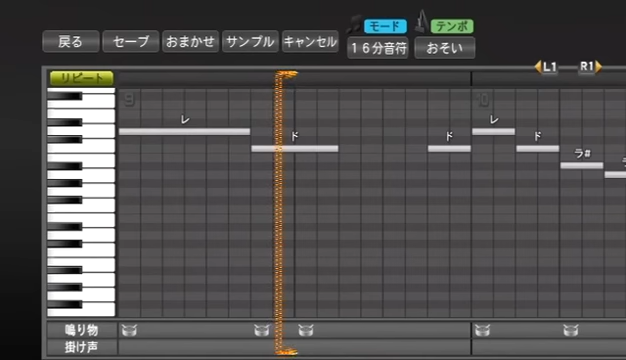 モード テンポ
戻る セーブ おまかせ サンプル キャンセル 16分音符 おそい
L1 R1
リピート
9
レ ド ド レ ド ラ#
鳴り物
掛け声